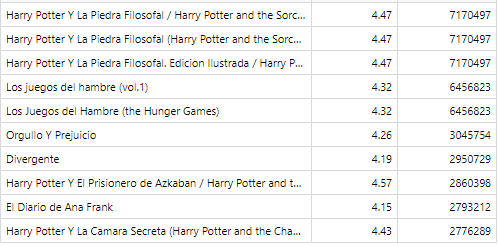 Harry Potter Y La Piedra Filosofal / Harry Potter and the Sorc... 4.47 7170497
Harry Potter Y La Piedra Filosofal (Harry Potter and the Sorc... 4.47 7170497
Harry Potter Y La Piedra Filosofal. Edicion Ilustrada / Harry P... 4.47 7170497
Los juegos del hambre (vol.1) 4.32 6456823
Los Juegos del Hambre (the Hunger Games) 4.32 6456823
Orgullo Y Prejuicio 4.26 3045754
Divergente 4.19 2950729
Harry Potter Y El Prisionero de Azkaban / Harry Potter and t... 4.57 2860398
El Diario de Ana Frank 4.15 2793212
Harry Potter Y La Camara Secreta (Harry Potter and the Cha... 4.43 2776289